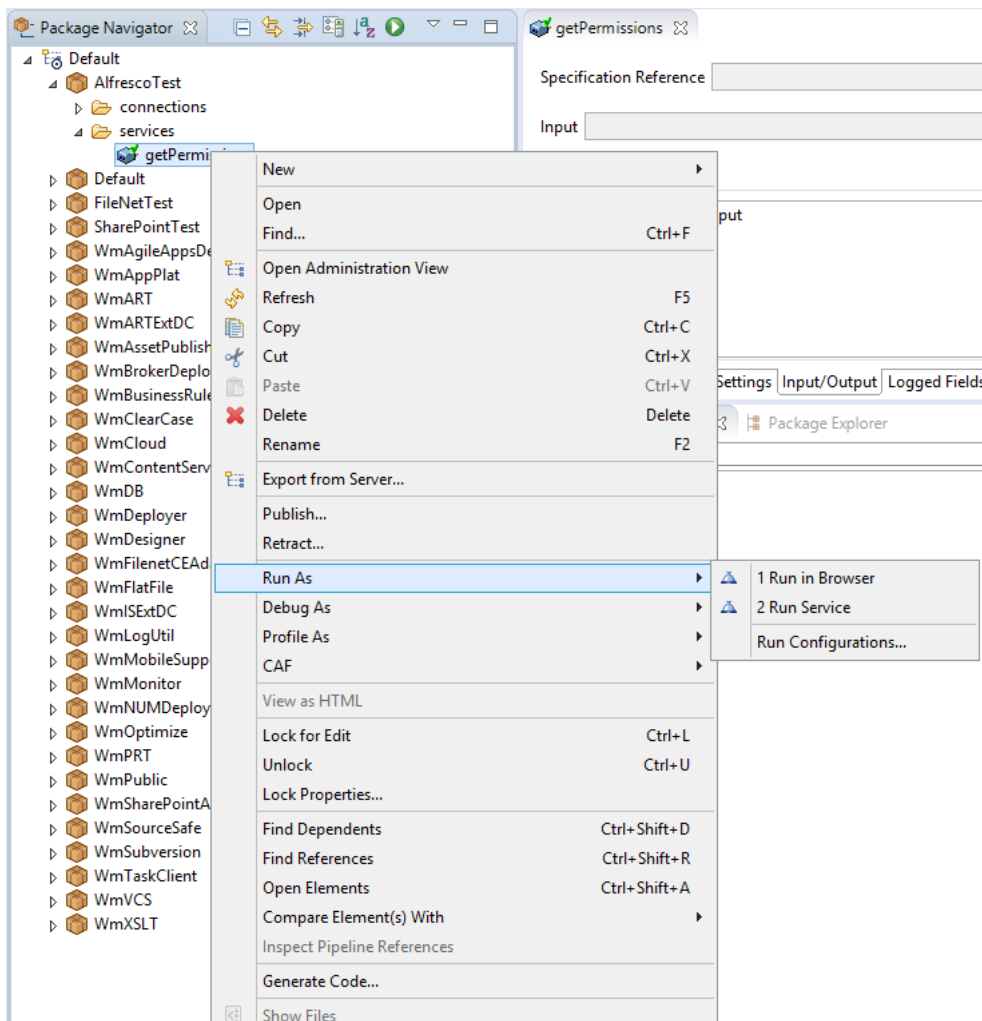 Package Navigator
getPermissions
Default
AlfrescoTest
connections
services
getPermi
Default
FileNetTest
SharePointTest
WmAgileAppsDe
WmAppPlat
WmART
WmARTExtDC
WmAssetPublish
WmBrokerDeplo
WmBusinessRule
WmClearCase
WmCloud
WmContentServ
WmDB
WmDeployer
WmDesigner
WmFilenetCEAd
WmFlatFile
WmISExtDC
WmLogUtil
WmMobileSupp
WmMonitor
WmNUMDeploy
WmOptimize
WmPRT
WmPublic
WmSharePointA
WmSourceSafe
WmSubversion
WmTaskClient
WmVCS
WmXSLT
New
Open
Find... Ctrl+F
Open Administration View
Refresh F5
Copy Ctrl+C
Cut Ctrl+X
Paste Ctrl+V
Delete Delete
Rename F2
Export from Server...
Publish...
Retract...
Run As
Debug As
Profile As
CAF
View as HTML
Lock for Edit Ctrl+L
Unlock Ctrl+U
Lock Properties...
Find Dependents Ctrl+Shift+D
Find References Ctrl+Shift+R
Open Elements Ctrl+Shift+A
Compare Element(s) With
Inspect Pipeline References
Generate Code...
Show Files
1 Run in Browser
2 Run Service
Run Configurations...
Specification Reference
Input
put
Settings Input/Output Logged Fields
Package Explorer